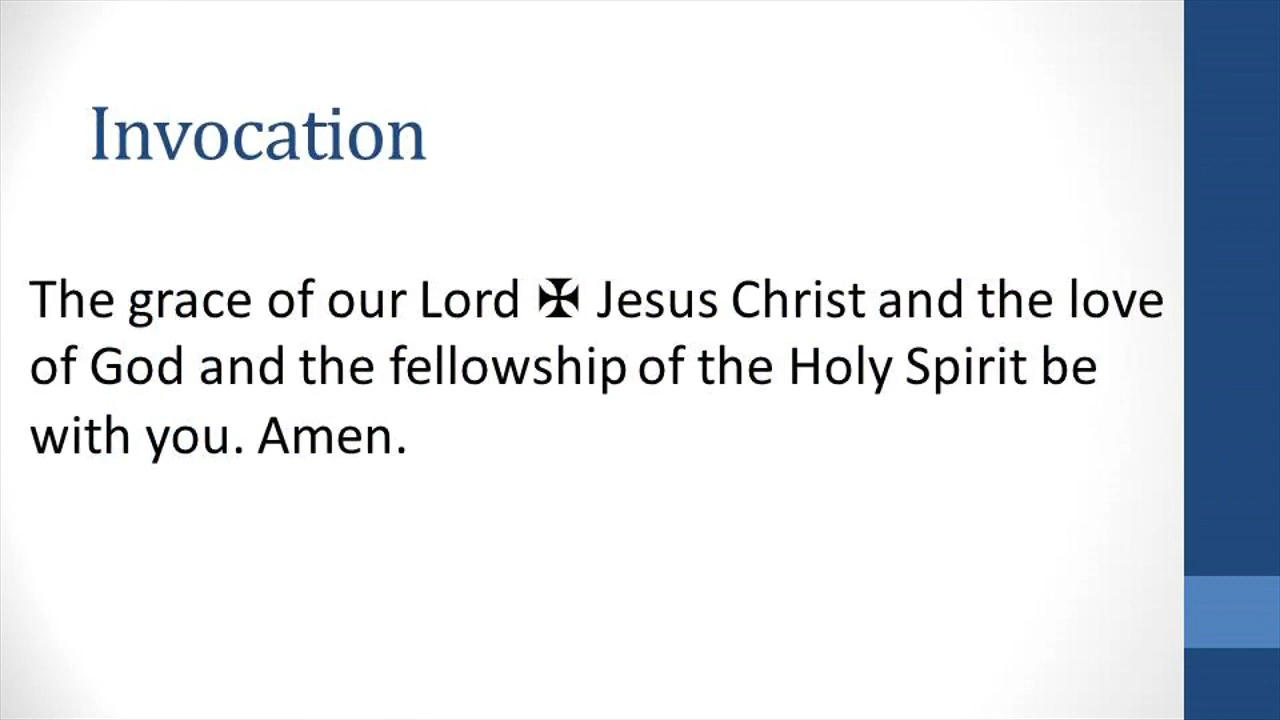 Invocation
The grace of our Lord ✠ Jesus Christ and the love
of God and the fellowship of the Holy Spirit be
with you. Amen.